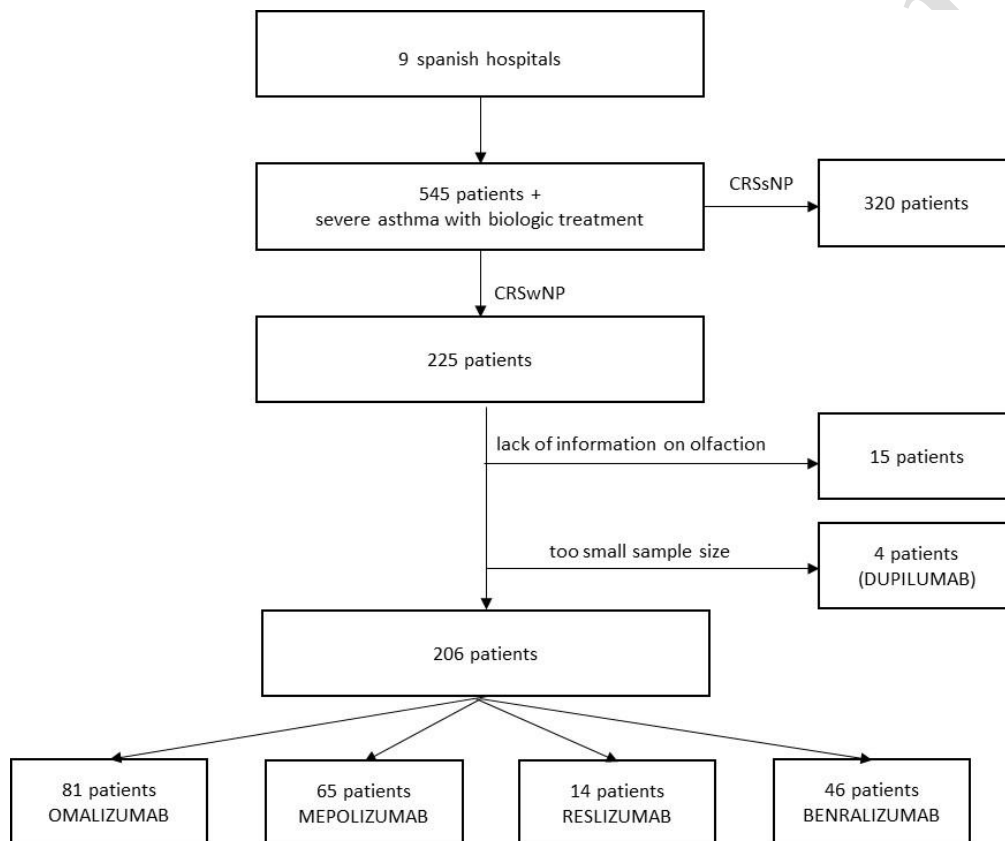 9 spanish hospitals
545 patients +
severe asthma with biologic treatment
CRSsNP
320 patients
CRSwNP
225 patients
lack of information on olfaction
15 patients
too small sample size
4 patients
(DUPILUMAB)
206 patients
81 patients
OMALIZUMAB
65 patients
MEPOLIZUMAB
14 patients
RESLIZUMAB
46 patients
BENRALIZUMAB